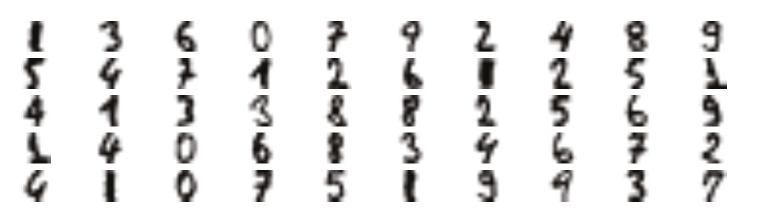 1 3 6 0 7 9 2 4 8 9
5 4 7 1 2 6 1 2 5 1
4 1 3 3 8 8 2 5 6 9
1 4 0 6 8 3 4 6 7 2
4 1 0 7 5 1 9 9 3 7